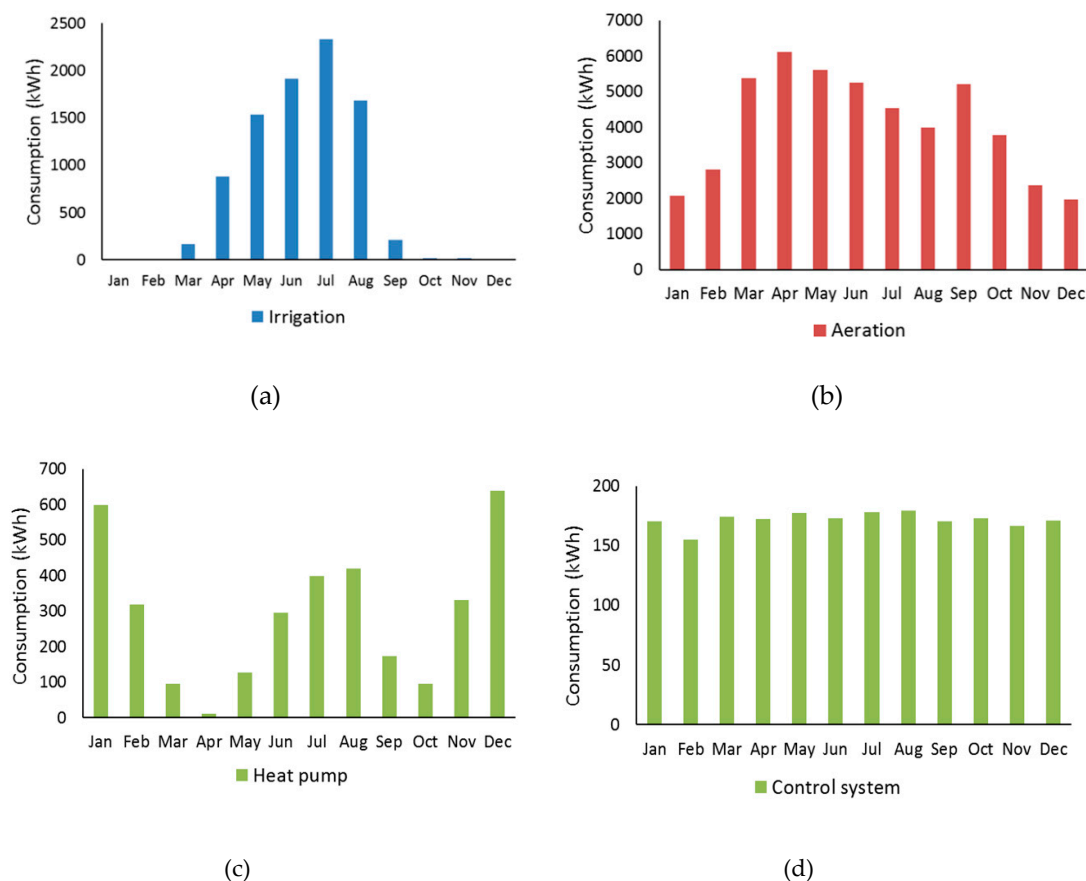 Consumption (kWh)
2500
2000
1500
1000
500
0
Jan Feb Mar Apr May Jun Jul Aug Sep Oct Nov Dec
Irrigation
(a)
Consumption (kWh)
7000
6000
5000
4000
3000
2000
1000
0
Jan Feb Mar Apr May Jun Jul Aug Sep Oct Nov Dec
Aeration
(b)
Consumption (kWh)
700
600
500
400
300
200
100
0
Jan Feb Mar Apr May Jun Jul Aug Sep Oct Nov Dec
Heat pump
(c)
Consumption (kWh)
200
150
100
50
0
Jan Feb Mar Apr May Jun Jul Aug Sep Oct Nov Dec
Control system
(d)